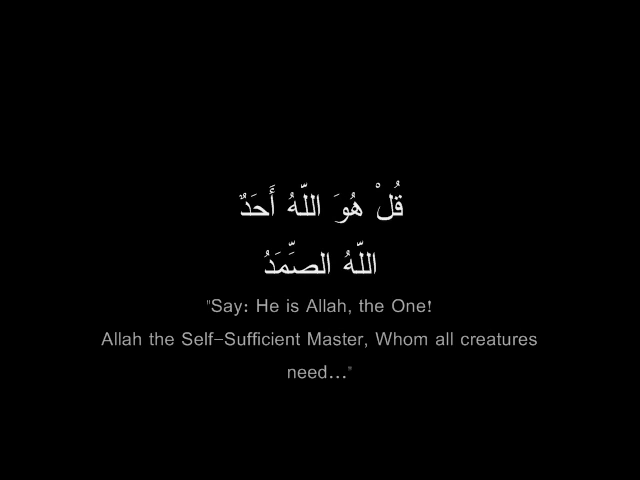 قُلْ هُوَ اللّهُ أَحَدٌ
اللّهُ الصِّمَدُ
"Say: He is Allah, the One!
Allah the Self-Sufficient Master, Whom all creatures
need..."